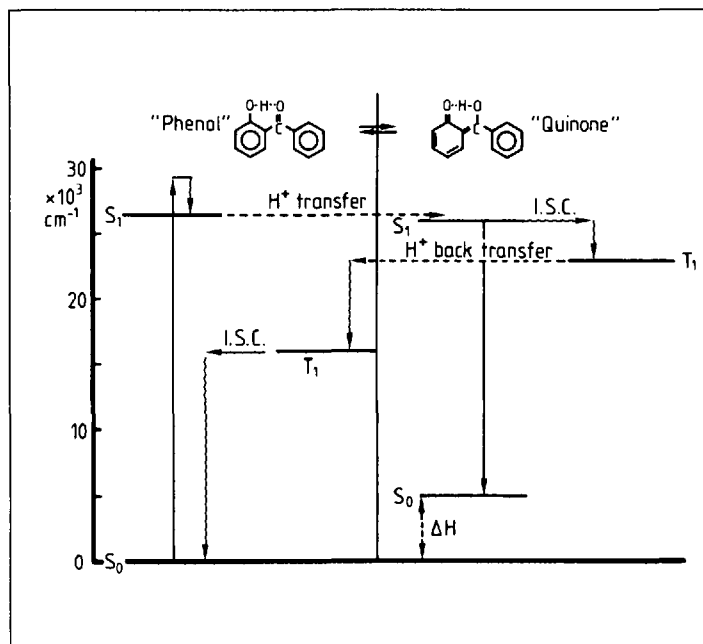 O-H··O
O··H-O
"Phenol"
C
C
"Quinone"
30
×10³
cm⁻¹
S₁
H⁺ transfer
S₁
I.S.C.
H⁺ back transfer
T₁
20
I.S.C.
T₁
10
S₀
ΔH
0
S₀